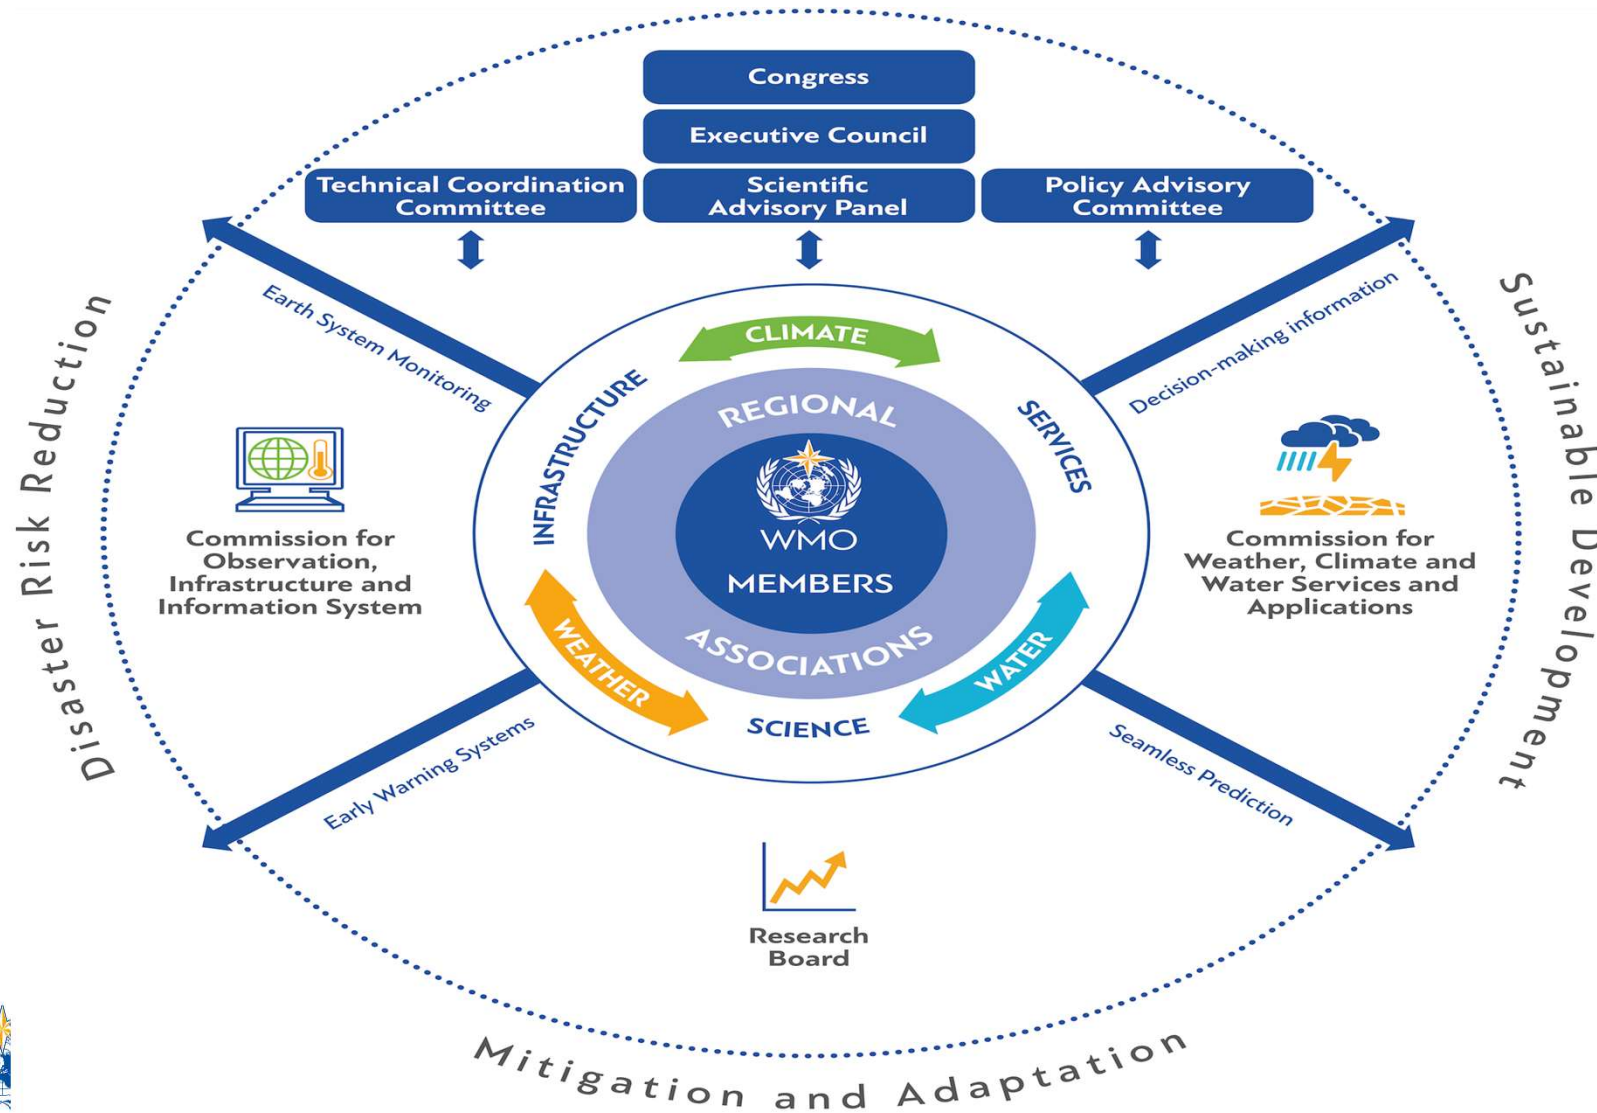 Congress
Executive Council
Technical Coordination
Committee
Scientific
Advisory Panel
Policy Advisory
Committee
Earth System Monitoring
Decision-making information
Disaster Risk Reduction
Sustainable Development
CLIMATE
INFRASTRUCTURE
SERVICES
REGIONAL
WMO
MEMBERS
ASSOCIATIONS
WEATHER
WATER
SCIENCE
Commission for
Observation,
Infrastructure and
Information System
Commission for
Weather, Climate and
Water Services and
Applications
Early Warning Systems
Seamless Prediction
Research
Board
Mitigation and Adaptation